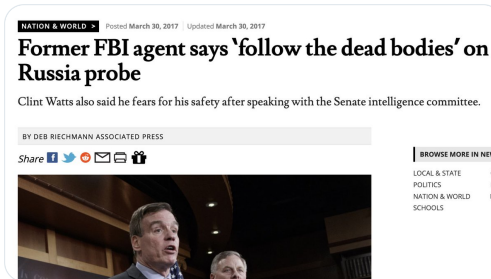 NATION & WORLD > Posted March 30, 2017 | Updated March 30, 2017
Former FBI agent says ‘follow the dead bodies’ on
Russia probe
Clint Watts also said he fears for his safety after speaking with the Senate intelligence committee.
BY DEB RIECHMANN ASSOCIATED PRESS
Share
BROWSE MORE IN
LOCAL & STATE
POLITICS
NATION & WORLD
SCHOOLS